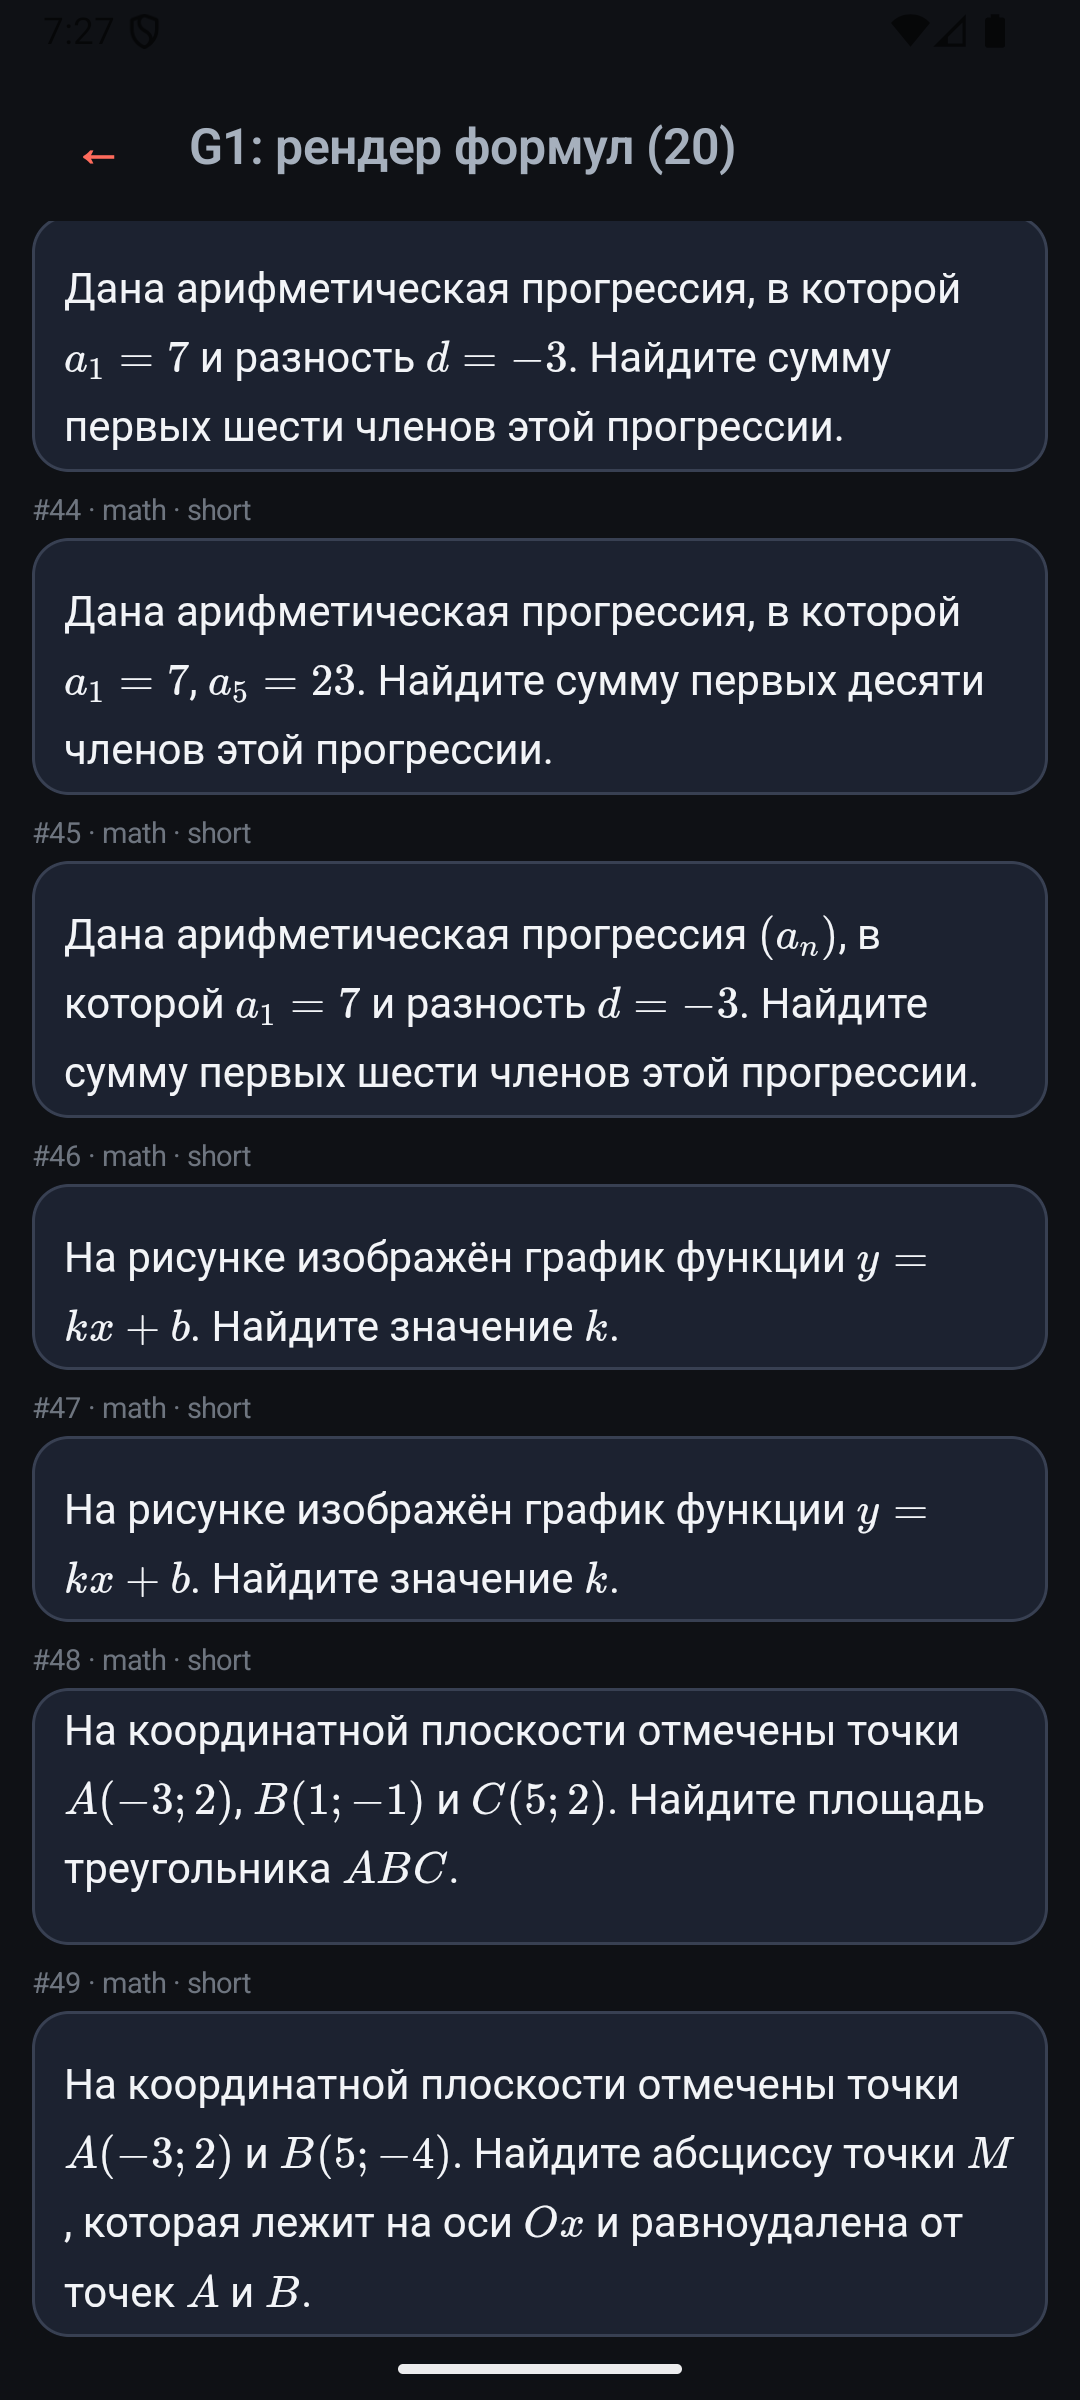 7:27
← G1: рендер формул (20)
Дана арифметическая прогрессия, в которой
a₁ = 7 и разность d = −3. Найдите сумму
первых шести членов этой прогрессии.
#44 · math · short
Дана арифметическая прогрессия, в которой
a₁ = 7, a₅ = 23. Найдите сумму первых десяти
членов этой прогрессии.
#45 · math · short
Дана арифметическая прогрессия (aₙ), в
которой a₁ = 7 и разность d = −3. Найдите
сумму первых шести членов этой прогрессии.
#46 · math · short
На рисунке изображён график функции y =
kx + b. Найдите значение k.
#47 · math · short
На рисунке изображён график функции y =
kx + b. Найдите значение k.
#48 · math · short
На координатной плоскости отмечены точки
A(−3; 2), B(1; −1) и C(5; 2). Найдите площадь
треугольника ABC.
#49 · math · short
На координатной плоскости отмечены точки
A(−3; 2) и B(5; −4). Найдите абсциссу точки M
, которая лежит на оси Ox и равноудалена от
точек A и B.